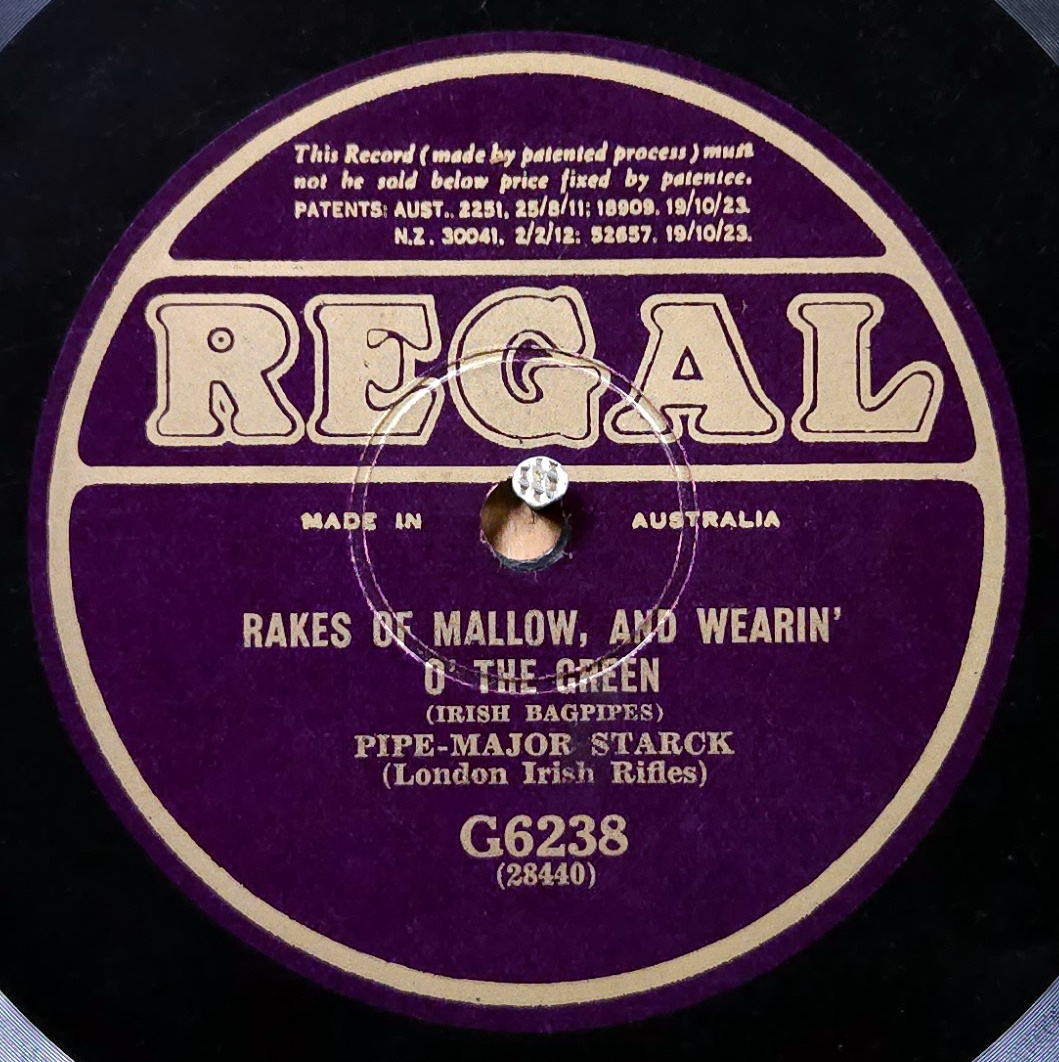 This Record (made by patented process) must
not be sold below price fixed by patentee.
PATENTS: AUST.. 2251, 25/8/11; 18909, 19/10/23.
N.Z. 30041, 2/2/12; 52657, 19/10/23.
REGAL
MADE IN AUSTRALIA
RAKES OF MALLOW, AND WEARIN'
O' THE GREEN
(IRISH BAGPIPES)
PIPE-MAJOR STARCK
(London Irish Rifles)
G6238
(28440)